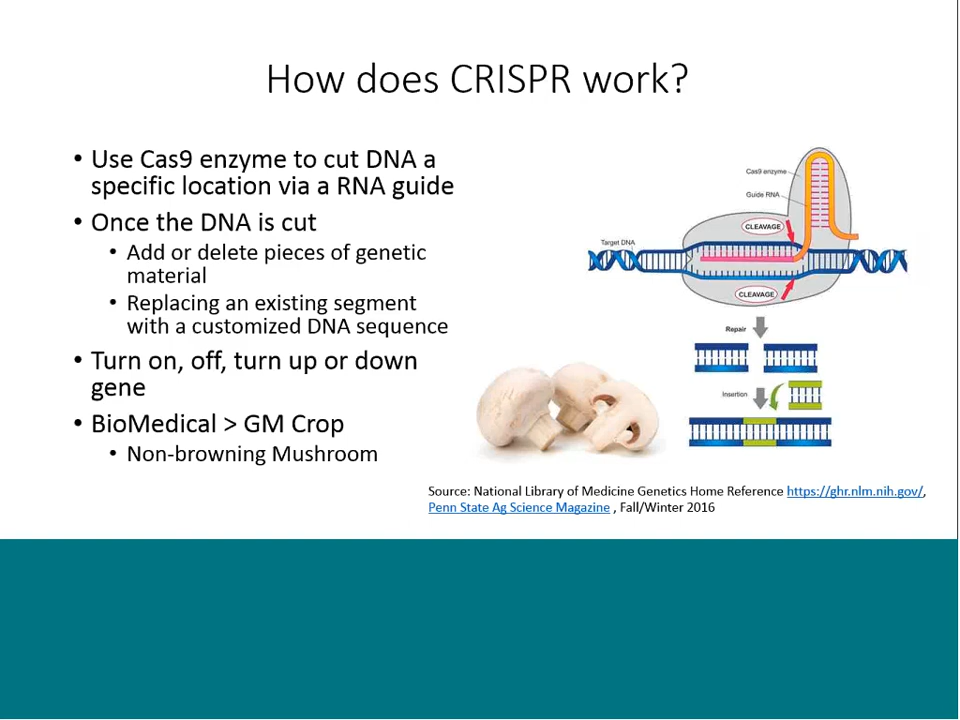 How does CRISPR work?
• Use Cas9 enzyme to cut DNA a
specific location via a RNA guide
• Once the DNA is cut
• Add or delete pieces of genetic
material
• Replacing an existing segment
with a customized DNA sequence
• Turn on, off, turn up or down
gene
• BioMedical > GM Crop
• Non-browning Mushroom
Cas9 enzyme
Guide RNA
CLEAVAGE
Target DNA
CLEAVAGE
Repair
Insertion
Source: National Library of Medicine Genetics Home Reference https://ghr.nlm.nih.gov/,
Penn State Ag Science Magazine , Fall/Winter 2016